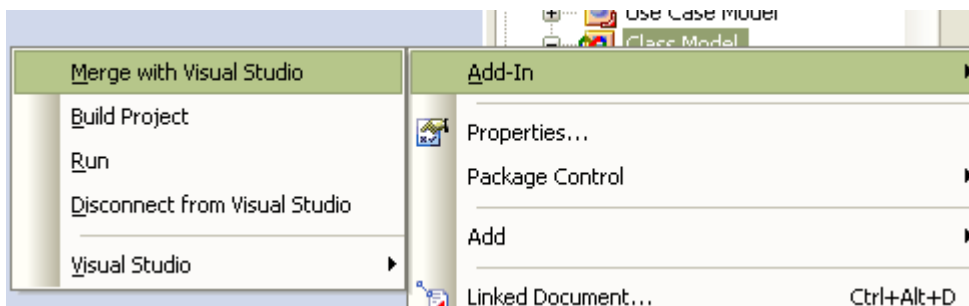 Use Case Model
Class Model
Merge with Visual Studio
Build Project
Run
Disconnect from Visual Studio
Visual Studio
Add-In
Properties...
Package Control
Add
Linked Document... Ctrl+Alt+D